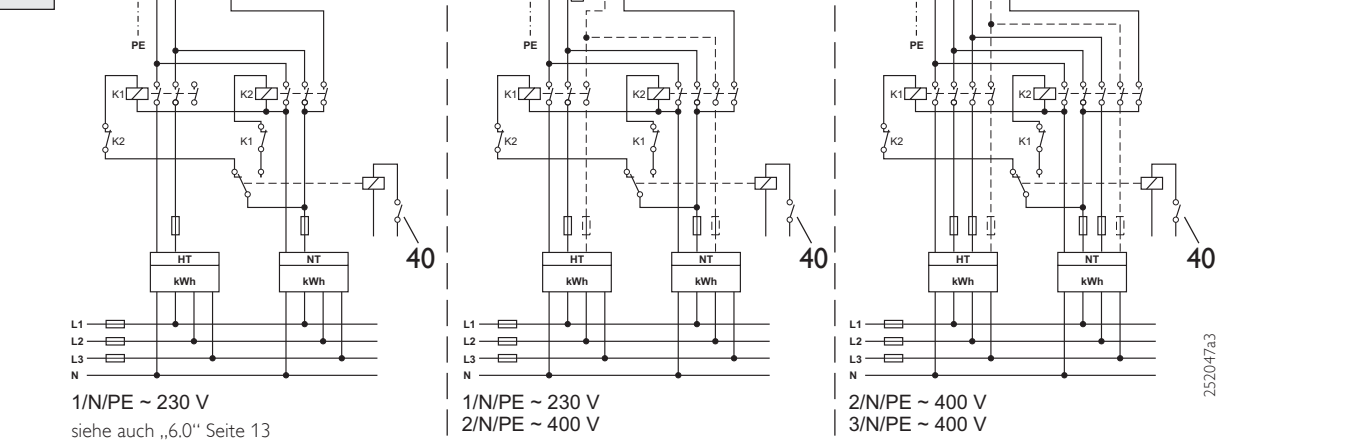 PE
K1
K2
K2
K1
40
HT
NT
kWh
kWh
L1
L2
L3
N
1/N/PE ~ 230 V
siehe auch „6.0“ Seite 13
PE
K1
K2
K2
K1
40
HT
NT
kWh
kWh
L1
L2
L3
N
1/N/PE ~ 230 V
2/N/PE ~ 400 V
PE
K1
K2
K2
K1
40
HT
NT
kWh
kWh
L1
L2
L3
N
2/N/PE ~ 400 V
3/N/PE ~ 400 V
252047a3